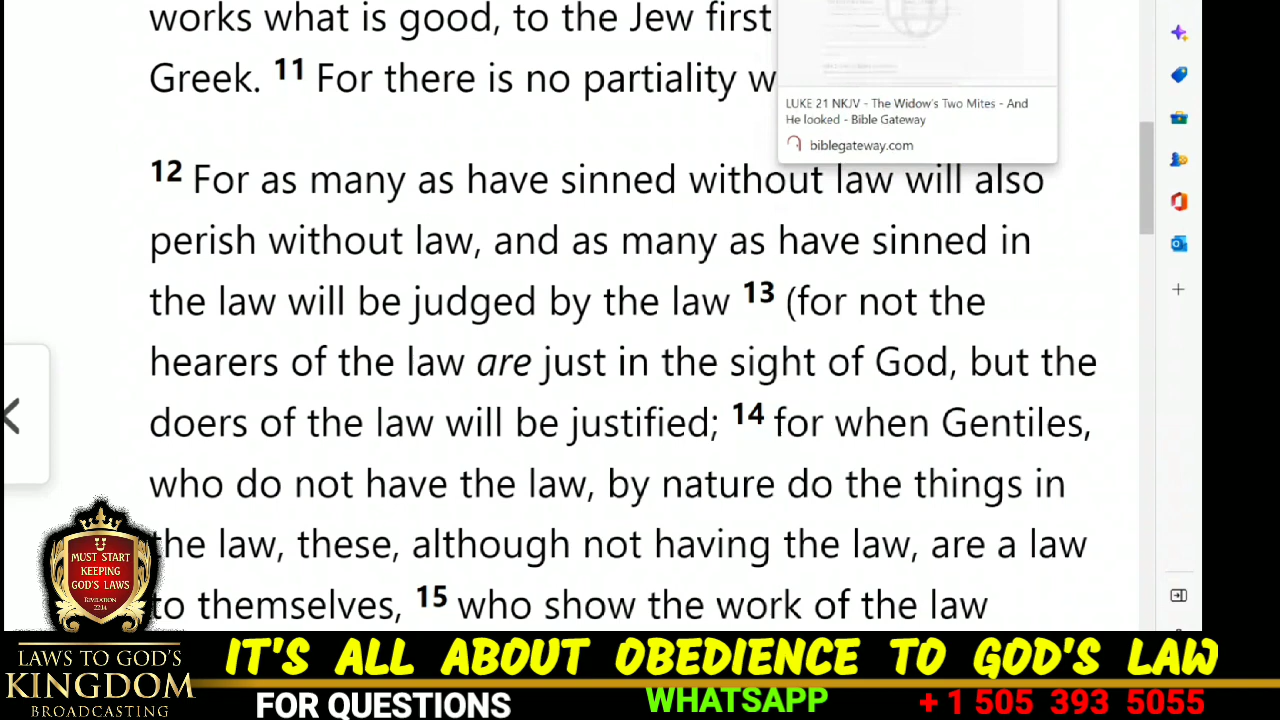 works what is good, to the Jew first
Greek. 11 For there is no partiality w
LUKE 21 NKJV - The Widow's Two Mites - And
He looked - Bible Gateway
biblegateway.com
12 For as many as have sinned without law will also
perish without law, and as many as have sinned in
the law will be judged by the law 13 (for not the
hearers of the law are just in the sight of God, but the
doers of the law will be justified; 14 for when Gentiles,
who do not have the law, by nature do the things in
the law, these, although not having the law, are a law
to themselves, 15 who show the work of the law
U
MUST START
KEEPING
GOD'S LAWS
REVELATION
22:14
LAWS TO GOD'S
KINGDOM
BROADCASTING
IT'S ALL ABOUT OBEDIENCE TO GOD'S LAW
FOR QUESTIONS WHATSAPP + 1 505 393 5055